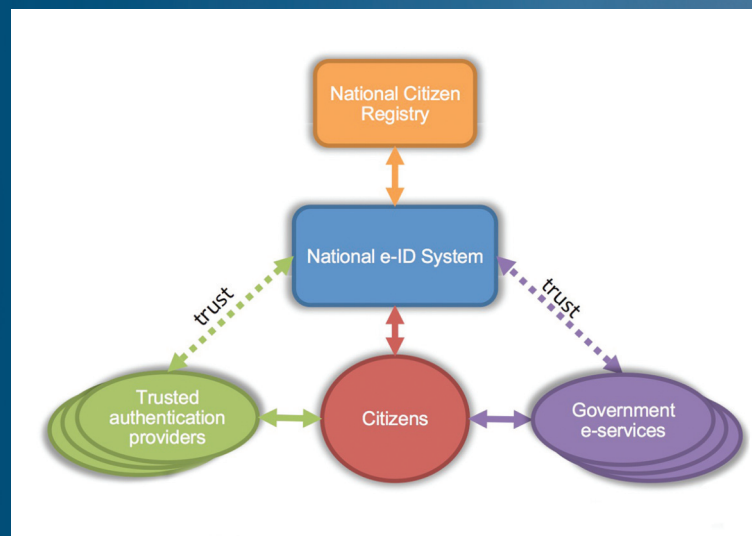 National Citizen
Registry
National e-ID System
trust
trust
Trusted
authentication
providers
Citizens
Government
e-services